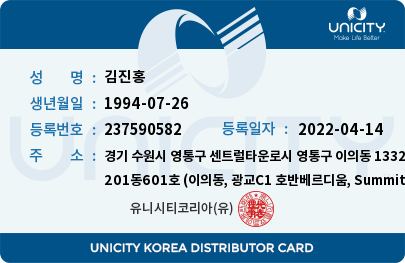 UNICITY
Make Life Better
성 명 : 김진홍
생년월일 : 1994-07-26
등록번호 : 237590582 등록일자 : 2022-04-14
주 소 : 경기 수원시 영통구 센트럴타운로시 영통구 이의동 1332
201동601호 (이의동, 광교C1 호반베르디움, Summit
유니시티코리아(유)
UNICITY
UNICITY KOREA DISTRIBUTOR CARD